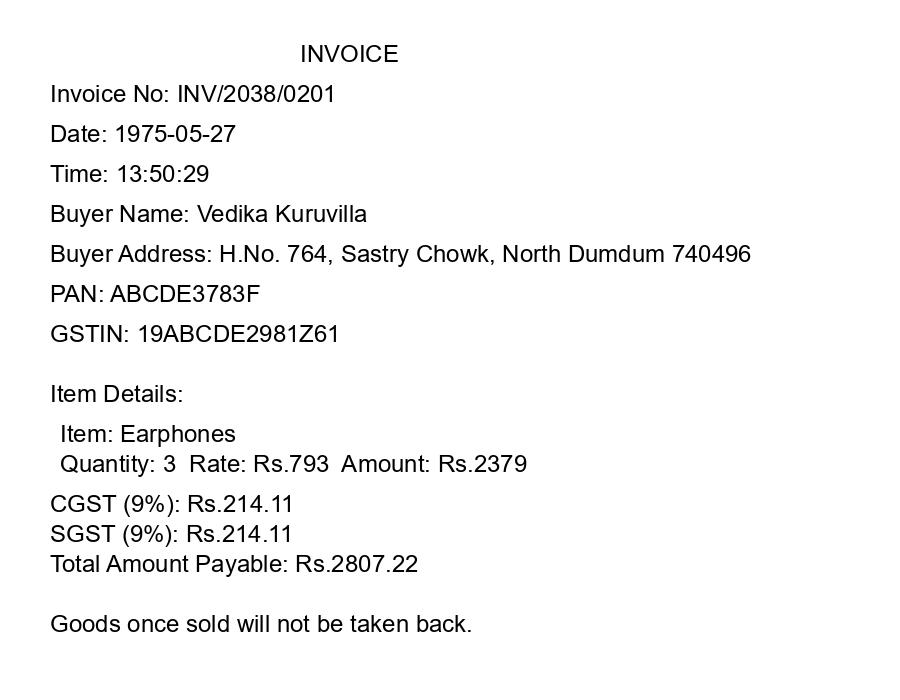 INVOICE
Invoice No: INV/2038/0201
Date: 1975-05-27
Time: 13:50:29
Buyer Name: Vedika Kuruvilla
Buyer Address: H.No. 764, Sastry Chowk, North Dumdum 740496
PAN: ABCDE3783F
GSTIN: 19ABCDE2981Z61
Item Details:
Item: Earphones
Quantity: 3  Rate: Rs.793  Amount: Rs.2379
CGST (9%): Rs.214.11
SGST (9%): Rs.214.11
Total Amount Payable: Rs.2807.22
Goods once sold will not be taken back.